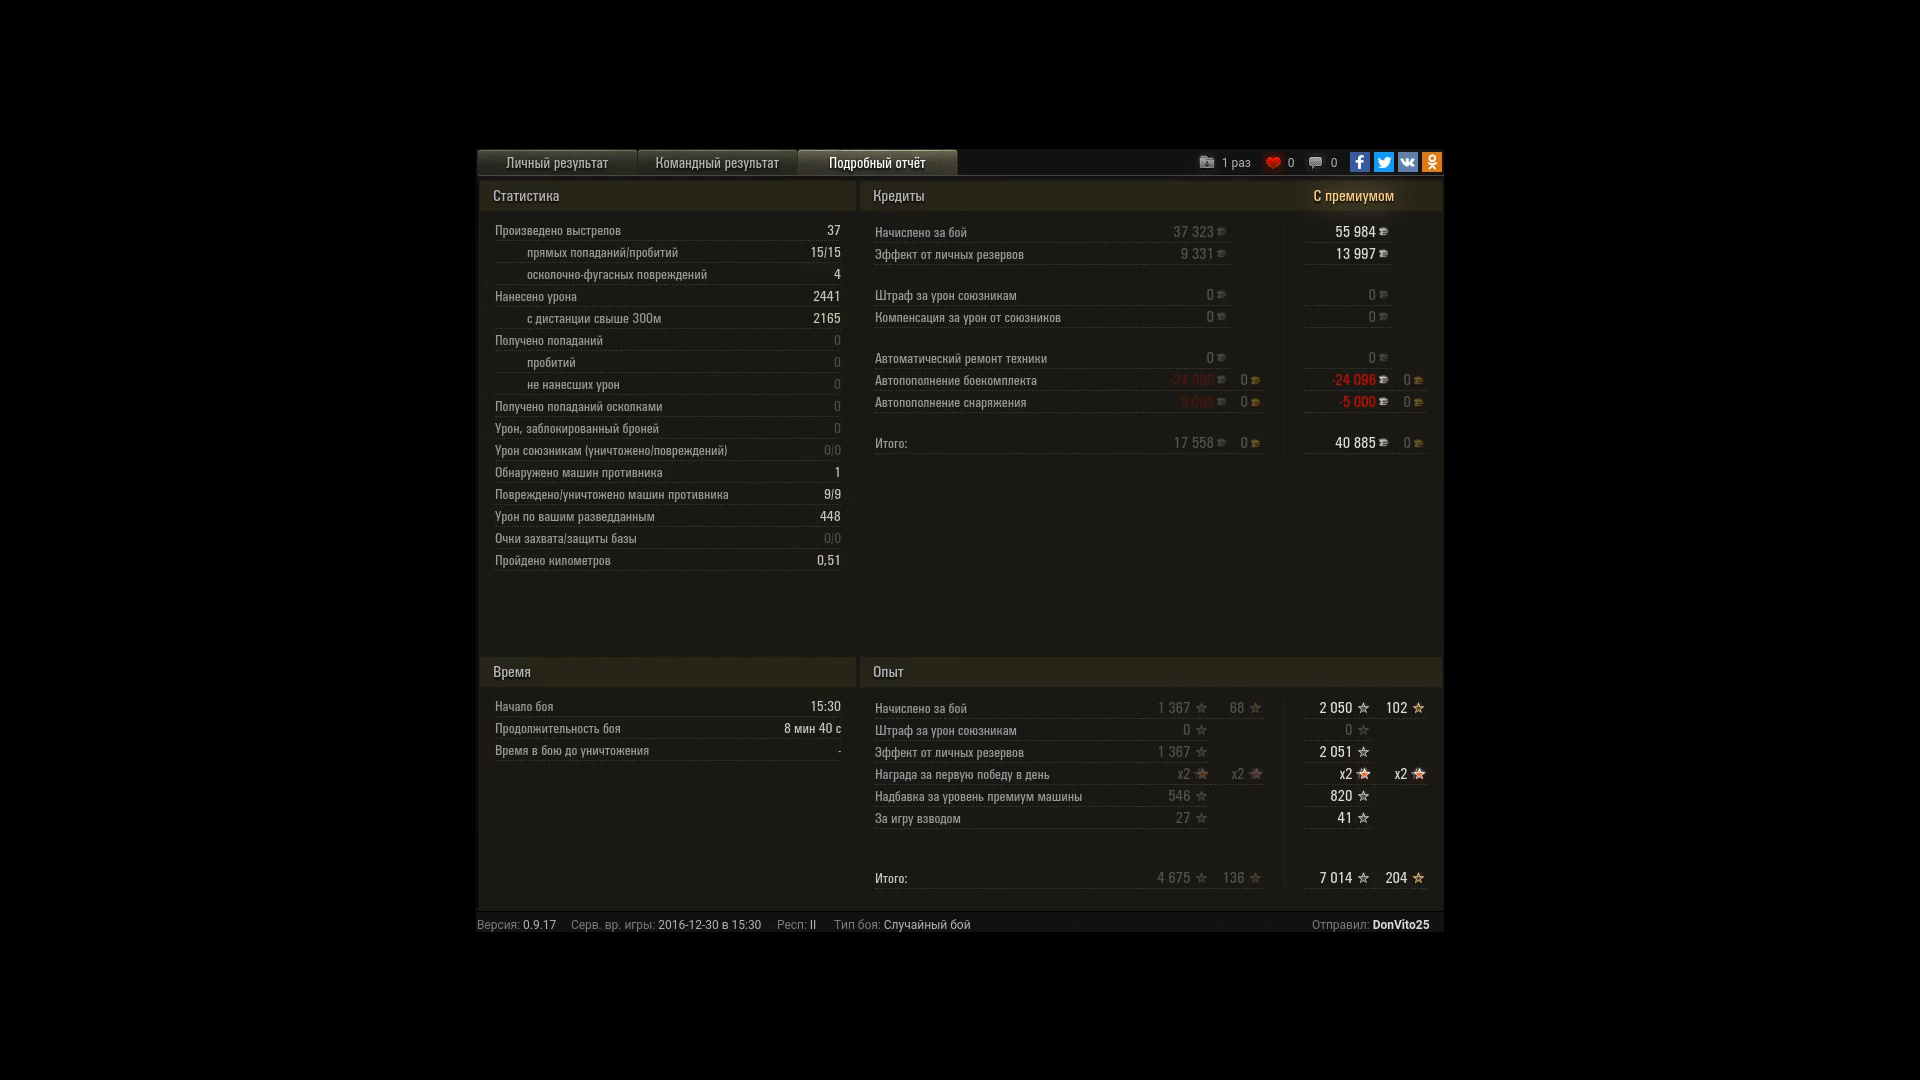 Личный результат Командный результат Подробный отчёт 1 раз 0 0
Статистика
Произведено выстрелов 37
прямых попаданий/пробитий 15/15
осколочно-фугасных повреждений 4
Нанесено урона 2441
с дистанции свыше 300м 2165
Получено попаданий 0
пробитий 0
не нанесших урон 0
Получено попаданий осколками 0
Урон, заблокированный броней 0
Урон союзникам (уничтожено/повреждений) 0/0
Обнаружено машин противника 1
Повреждено/уничтожено машин противника 9/9
Урон по вашим разведданным 448
Очки захвата/защиты базы 0/0
Пройдено километров 0,51
Кредиты С премиумом
Начислено за бой 37 323 55 984
Эффект от личных резервов 9 331 13 997
Штраф за урон союзникам 0 0
Компенсация за урон от союзников 0 0
Автоматический ремонт техники 0 0
Автопополнение боекомплекта -24 096 0 -24 096 0
Автопополнение снаряжения -5 000 0 -5 000 0
Итого: 17 558 0 40 885 0
Время
Начало боя 15:30
Продолжительность боя 8 мин 40 с
Время в бою до уничтожения -
Опыт
Начислено за бой 1 367 68 2 050 102
Штраф за урон союзникам 0 0
Эффект от личных резервов 1 367 2 051
Награда за первую победу в день x2 x2 x2 x2
Надбавка за уровень премиум машины 546 820
За игру взводом 27 41
Итого: 4 675 136 7 014 204
Версия: 0.9.17 Серв. вр. игры: 2016-12-30 в 15:30 Респ: II Тип боя: Случайный бой Отправил: DonVito25